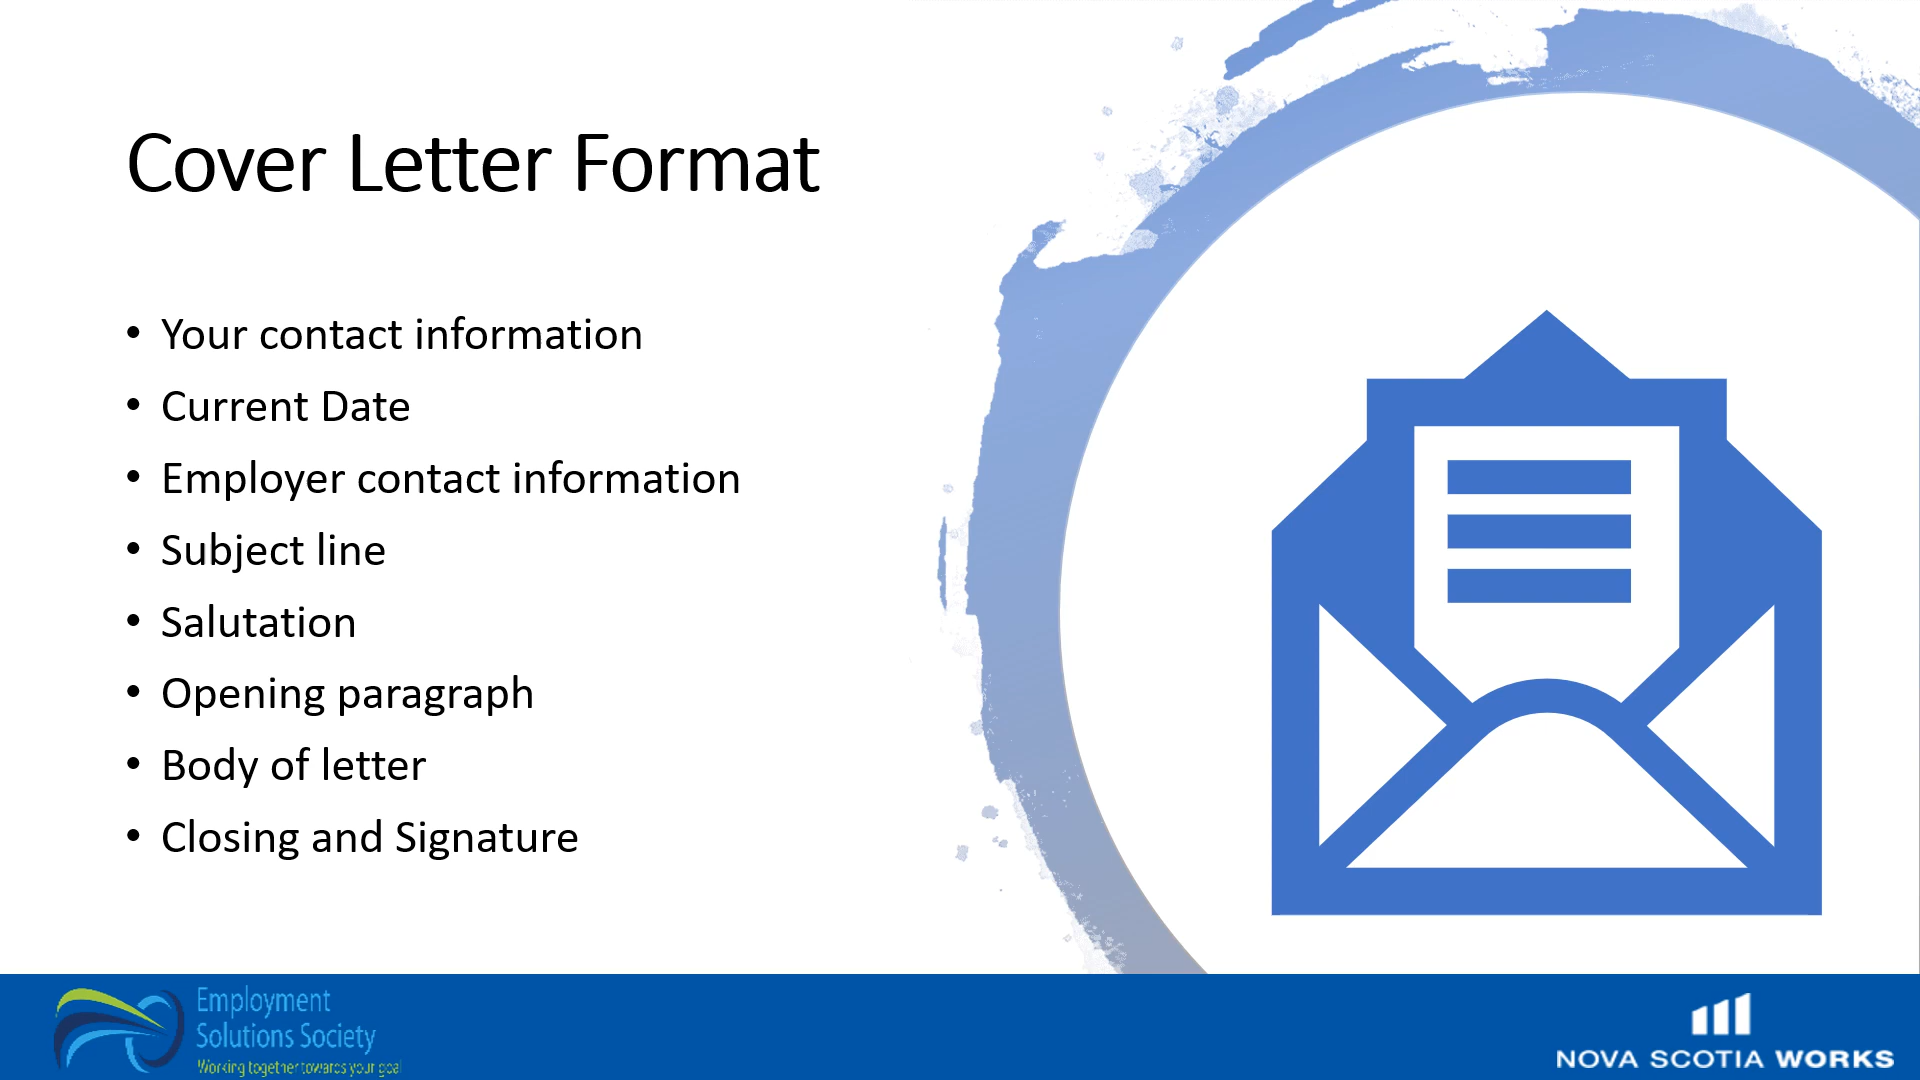 Cover Letter Format
• Your contact information
• Current Date
• Employer contact information
• Subject line
• Salutation
• Opening paragraph
• Body of letter
• Closing and Signature
Employment
Solutions Society
Working together towards your goal
NOVA SCOTIA WORKS